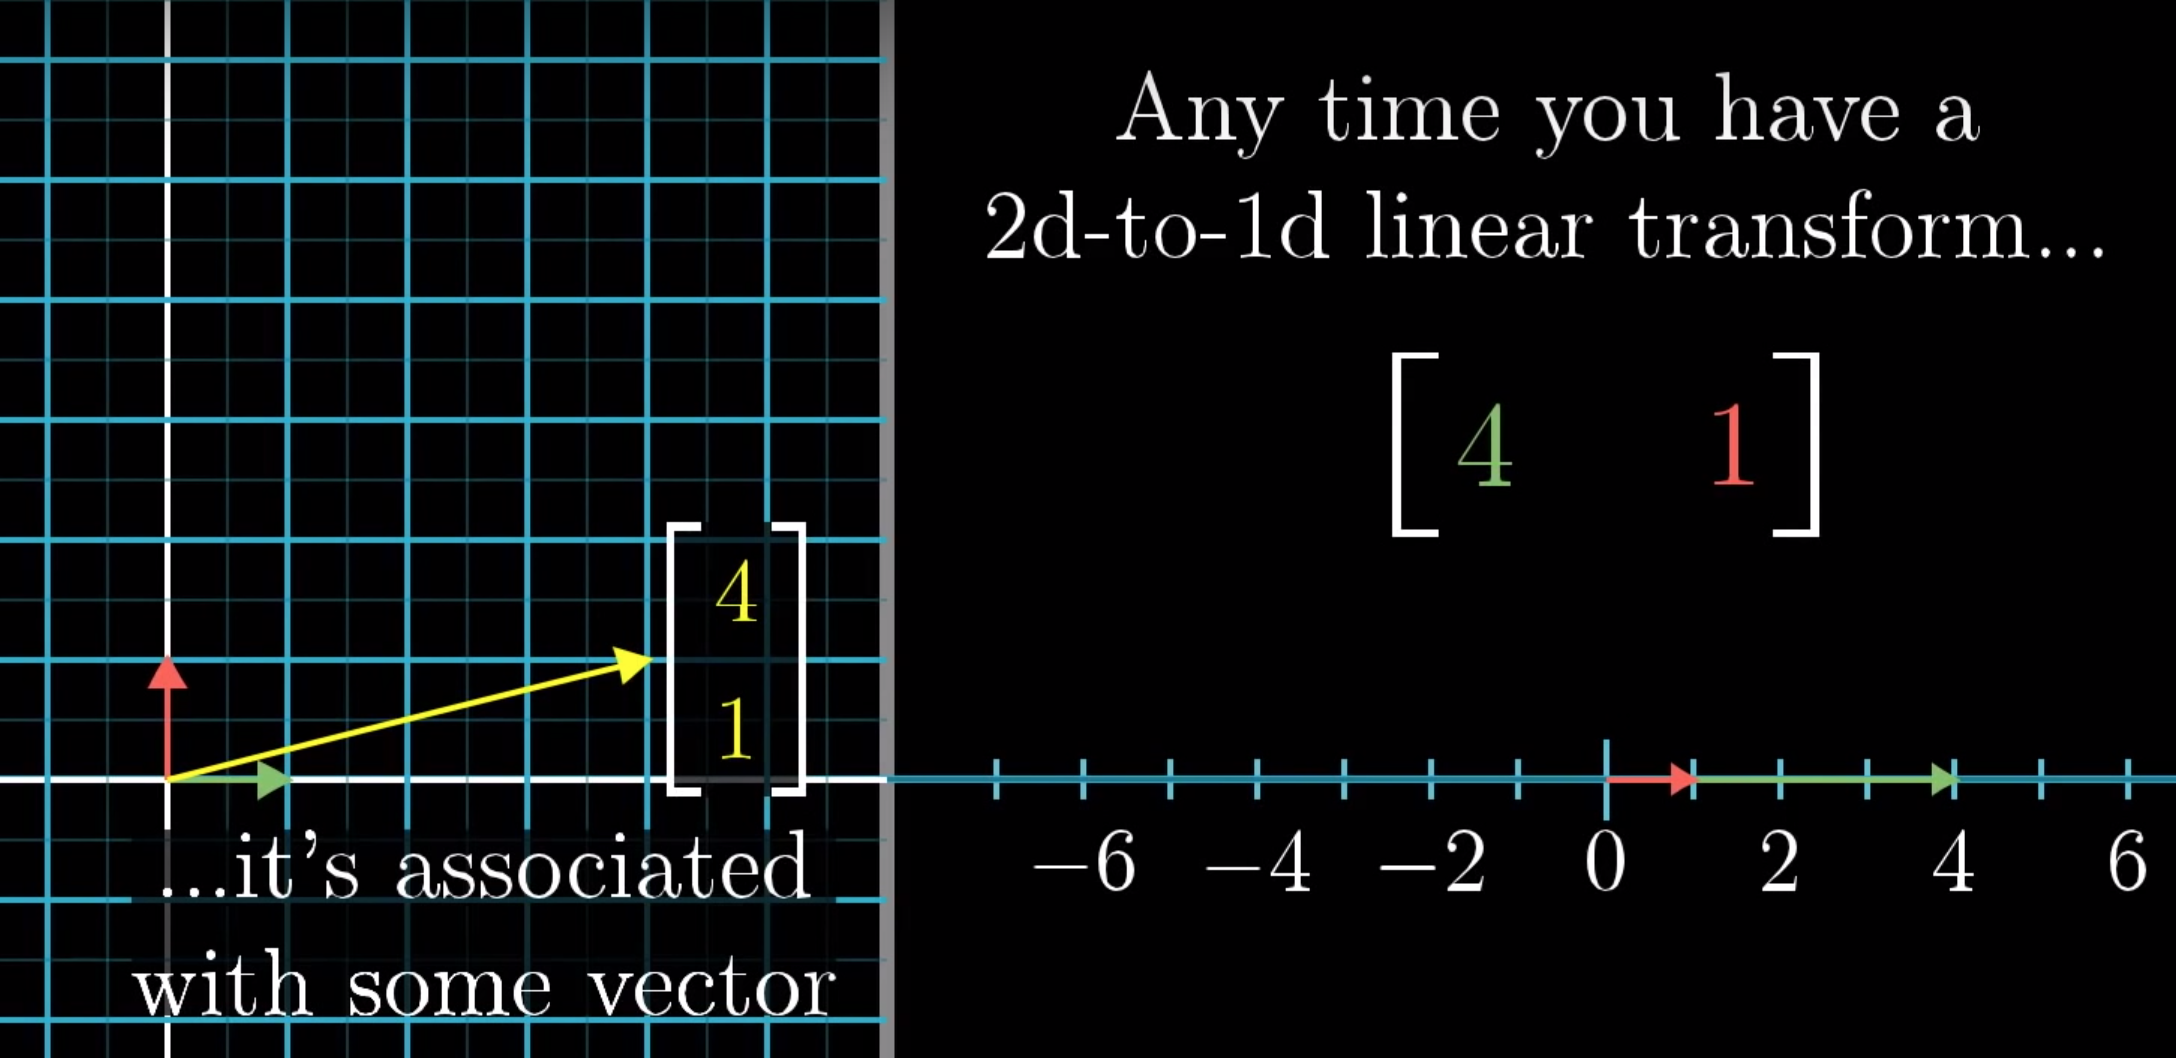 Any time you have a
2d-to-1d linear transform...
[4 1]
4
1
−6 −4 −2 0 2 4 6
...it's associated
with some vector